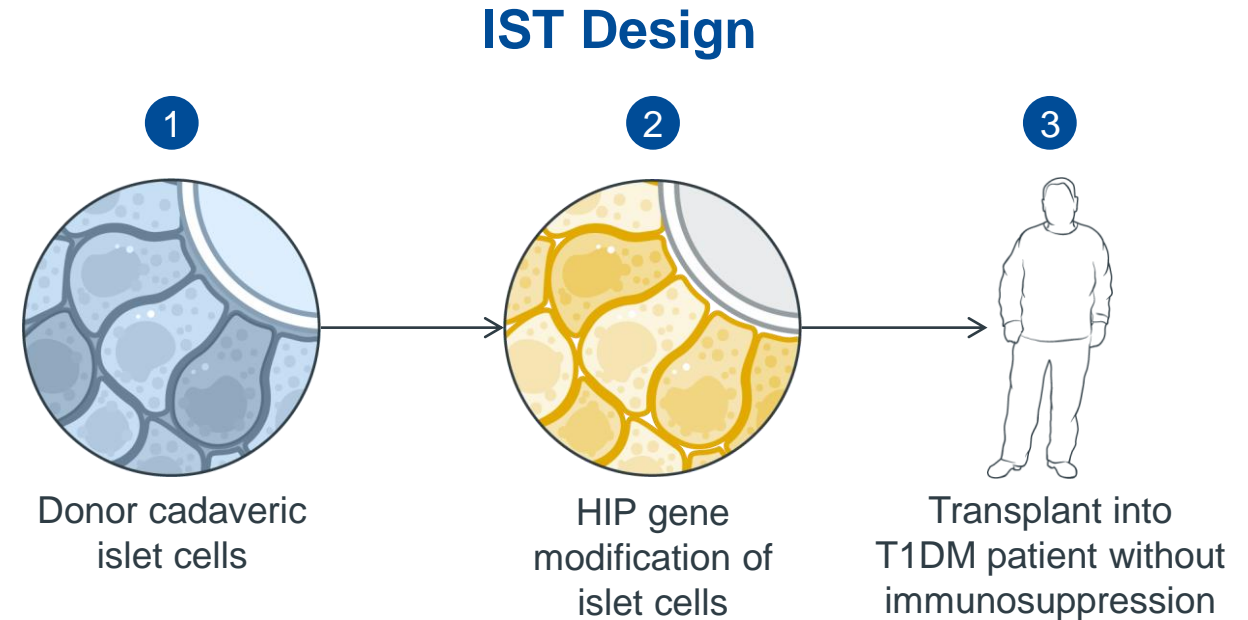 IST Design
1
2
3
Donor cadaveric
islet cells
HIP gene
modification of
islet cells
Transplant into
T1DM patient without
immunosuppression